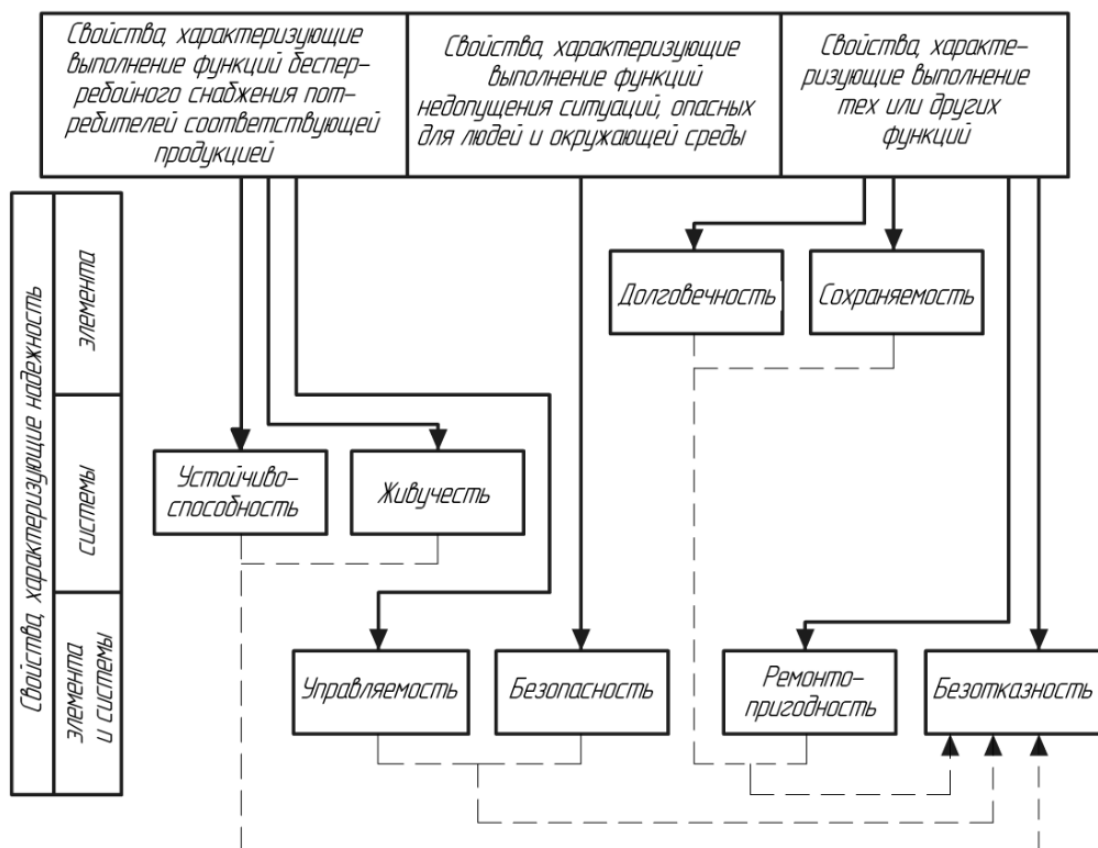 Свойства, характеризующие
выполнение функций беспер-
ребойного снабжения пот-
ребителей соответствующей
продукцией
Свойства, характеризующие
выполнение функций
недопущения ситуаций, опасных
для людей и окружающей среды
Свойства, характе-
ризующие выполнение
тех или других
функций
Свойства, характеризующие надежность
элемента
системы
элемента
и системы
Долговечность
Сохраняемость
Устойчиво-
способность
Живучесть
Управляемость
Безопасность
Ремонто-
пригодность
Безотказность